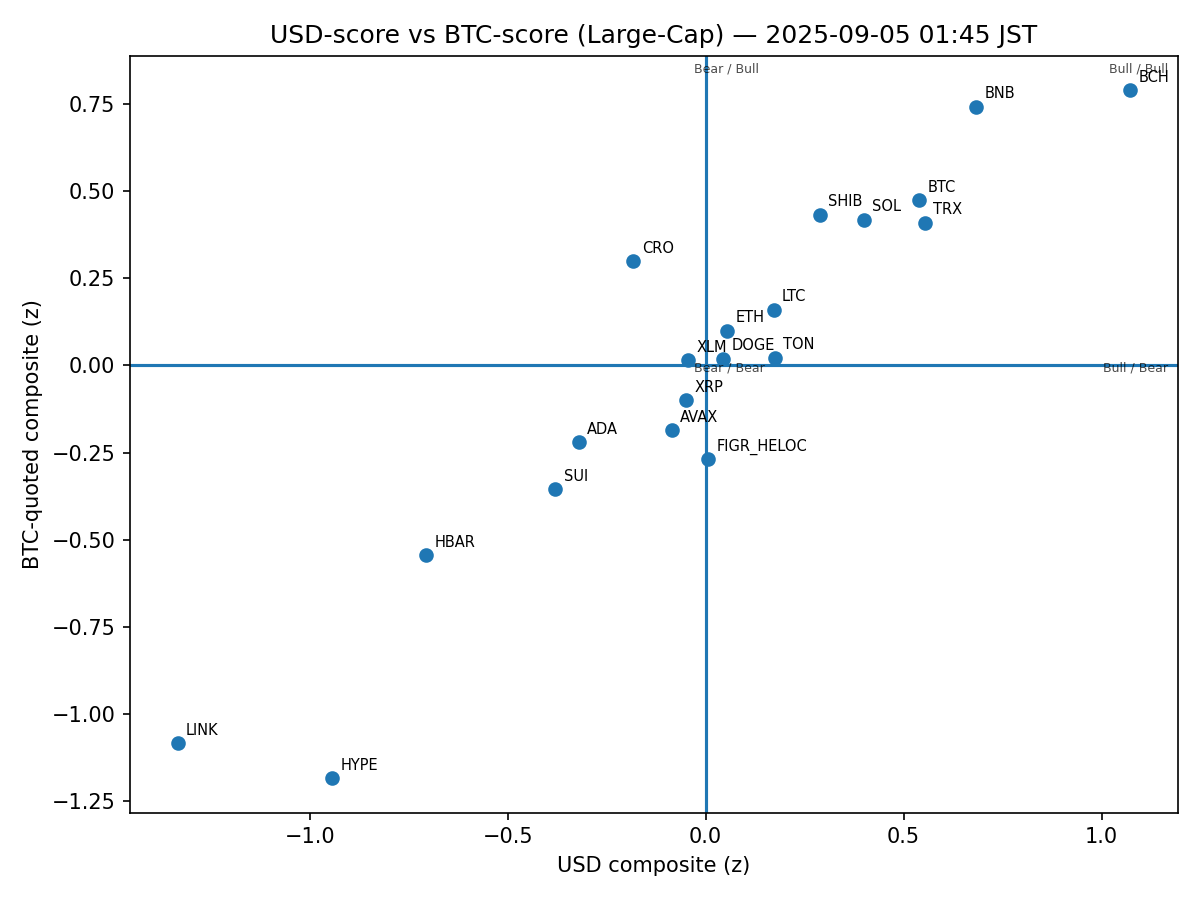 USD-score vs BTC-score (Large-Cap) — 2025-09-05 01:45 JST
Bear / Bull
Bull / Bull
BCH
BNB
0.75
0.50
BTC
SHIB
SOL
TRX
CRO
0.25
LTC
ETH
XLM
DOGE
TON
0.00
Bear / Bear
Bull / Bear
XRP
AVAX
ADA
−0.25
FIGR_HELOC
SUI
−0.50
HBAR
−0.75
−1.00
LINK
HYPE
−1.25
BTC-quoted composite (z)
−1.0
−0.5
0.0
0.5
1.0
USD composite (z)